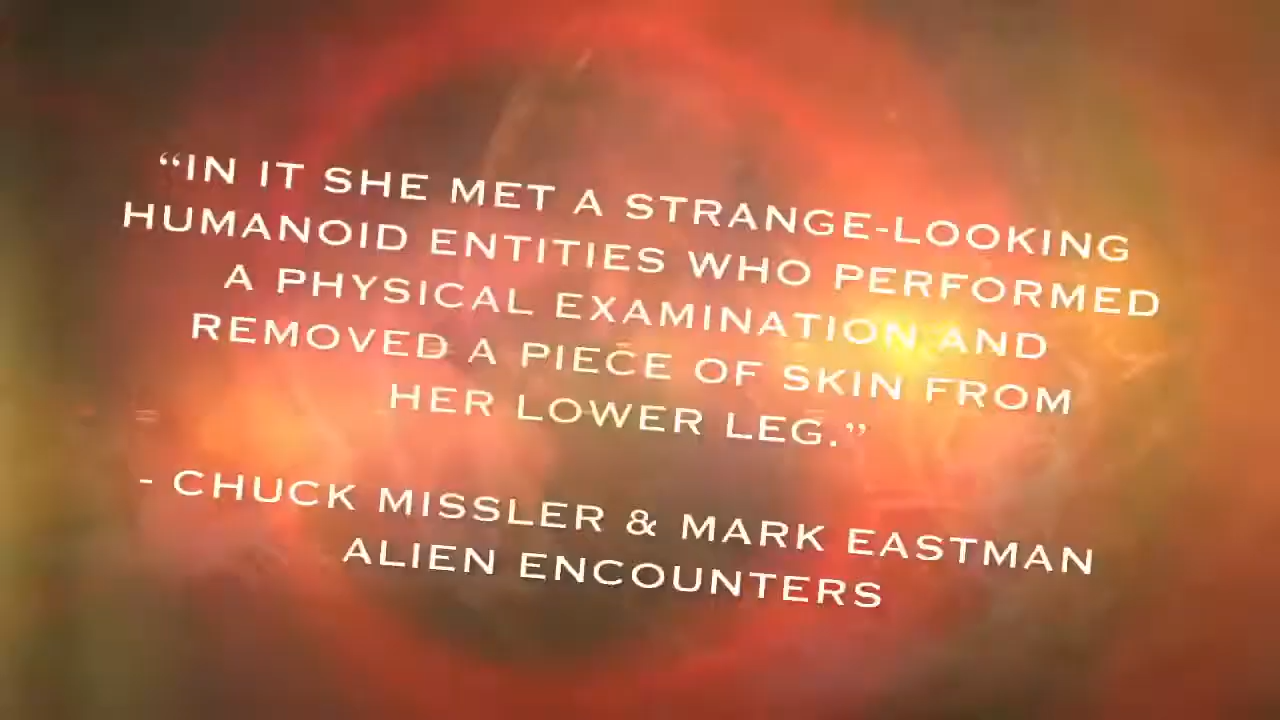 “IN IT SHE MET A STRANGE-LOOKING
HUMANOID ENTITIES WHO PERFORMED
A PHYSICAL EXAMINATION AND
REMOVED A PIECE OF SKIN FROM
HER LOWER LEG.”
- CHUCK MISSLER & MARK EASTMAN
ALIEN ENCOUNTERS